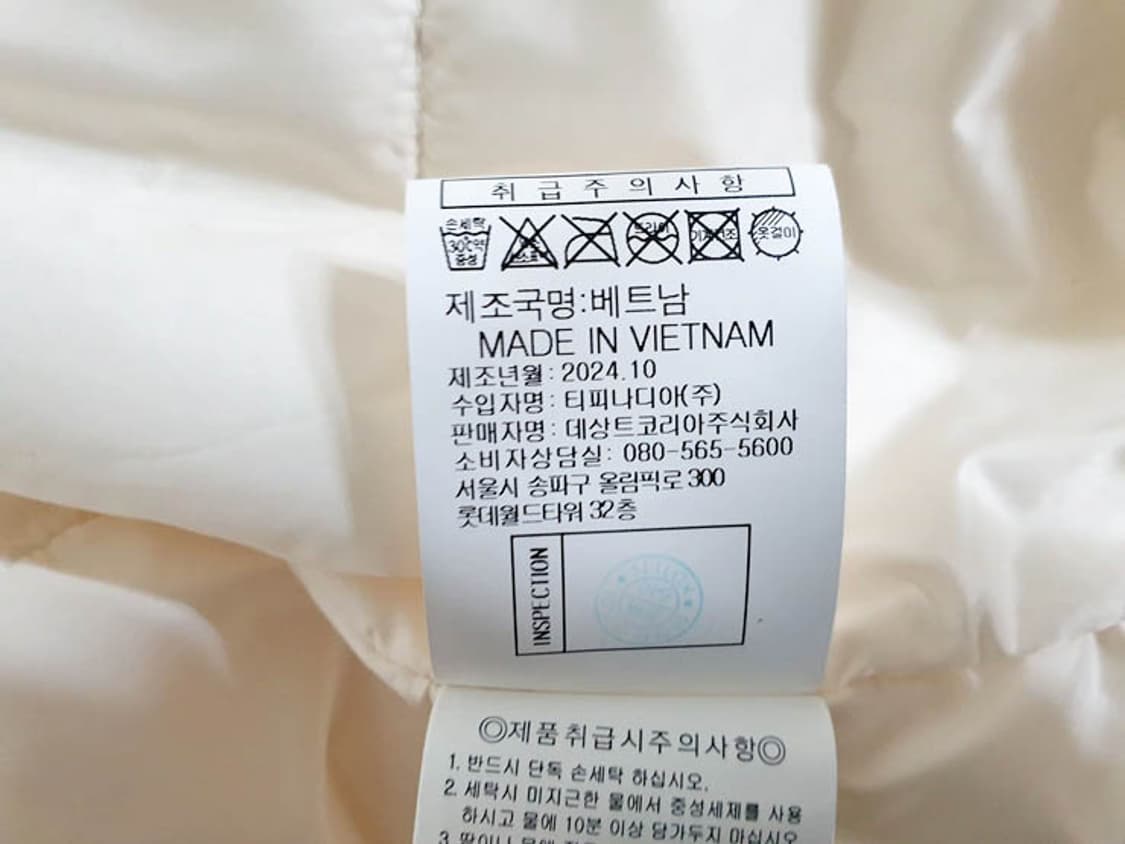 취급주의사항
손세탁
30℃약
중성
드라이
옷걸이
제조국명:베트남
MADE IN VIETNAM
제조년월: 2024.10
수입자명: 티피나디아(주)
판매자명: 데상트코리아주식회사
소비자상담실: 080-565-5600
서울시 송파구 올림픽로 300
롯데월드타워 32층
INSPECTION
◎제품취급시주의사항◎
1. 반드시 단독 손세탁 하십시오.
2. 세탁시 미지근한 물에서 중성세제를 사용
하시고 물에 10분 이상 담가두지 마십시오
3.